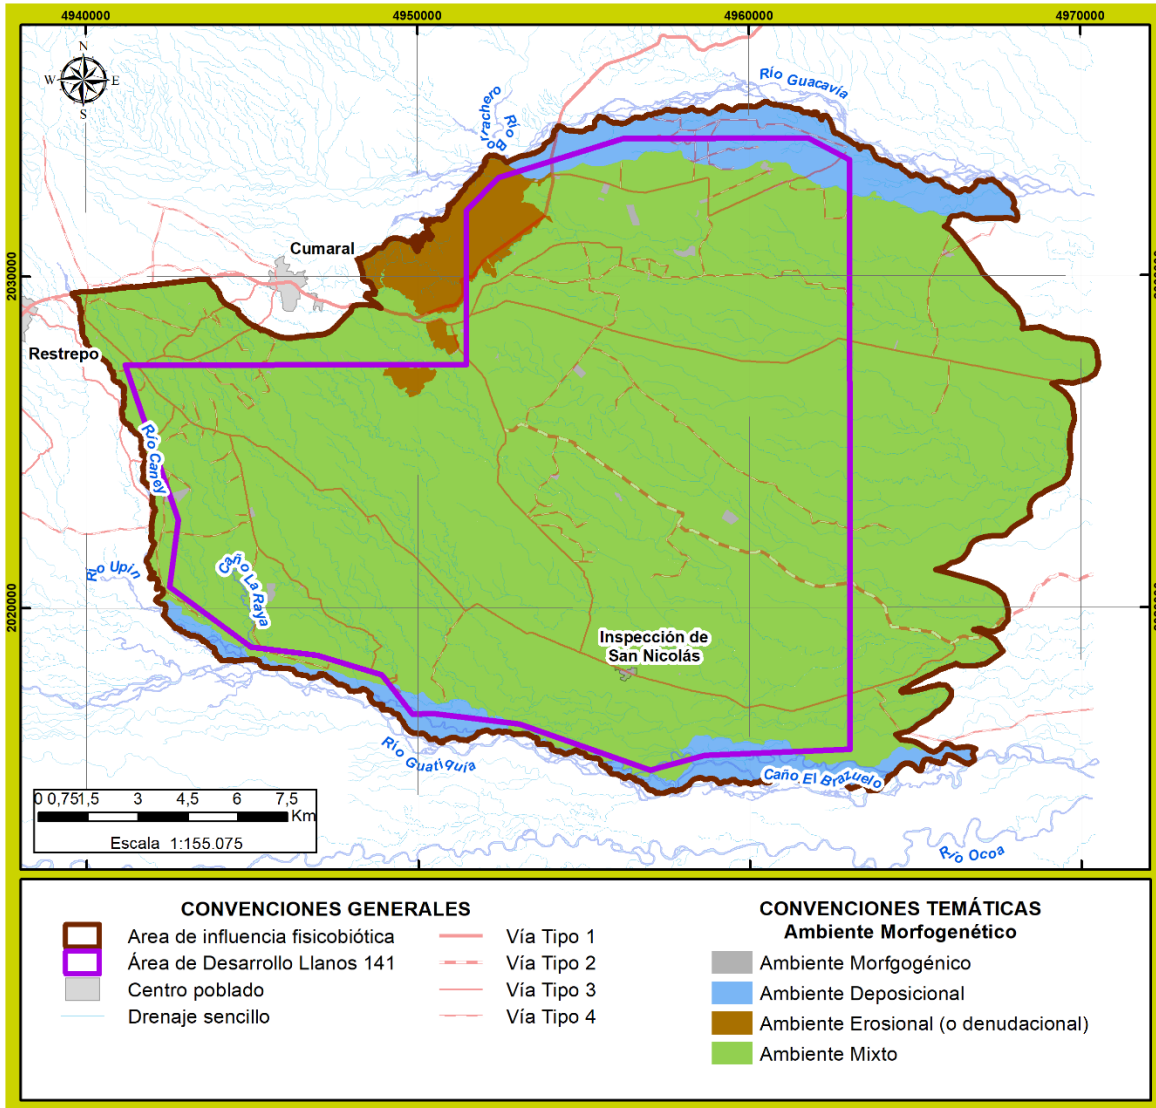 4940000
4950000
4960000
4970000
N
W
E
S
Río Guacavía
Río Borrachero
Cumaral
2030000
Restrepo
Río Caney
Río Upín
Caño La Raya
2020000
Inspección de
San Nicolás
Río Guatiquía
Caño El Brazuelo
Río Ocoa
0 0,751,5 3 4,5 6 7,5
Km
Escala 1:155.075
CONVENCIONES GENERALES
Area de influencia fisicobiótica
Área de Desarrollo Llanos 141
Centro poblado
Drenaje sencillo
Vía Tipo 1
Vía Tipo 2
Vía Tipo 3
Vía Tipo 4
CONVENCIONES TEMÁTICAS
Ambiente Morfogenético
Ambiente Morfgogénico
Ambiente Deposicional
Ambiente Erosional (o denudacional)
Ambiente Mixto